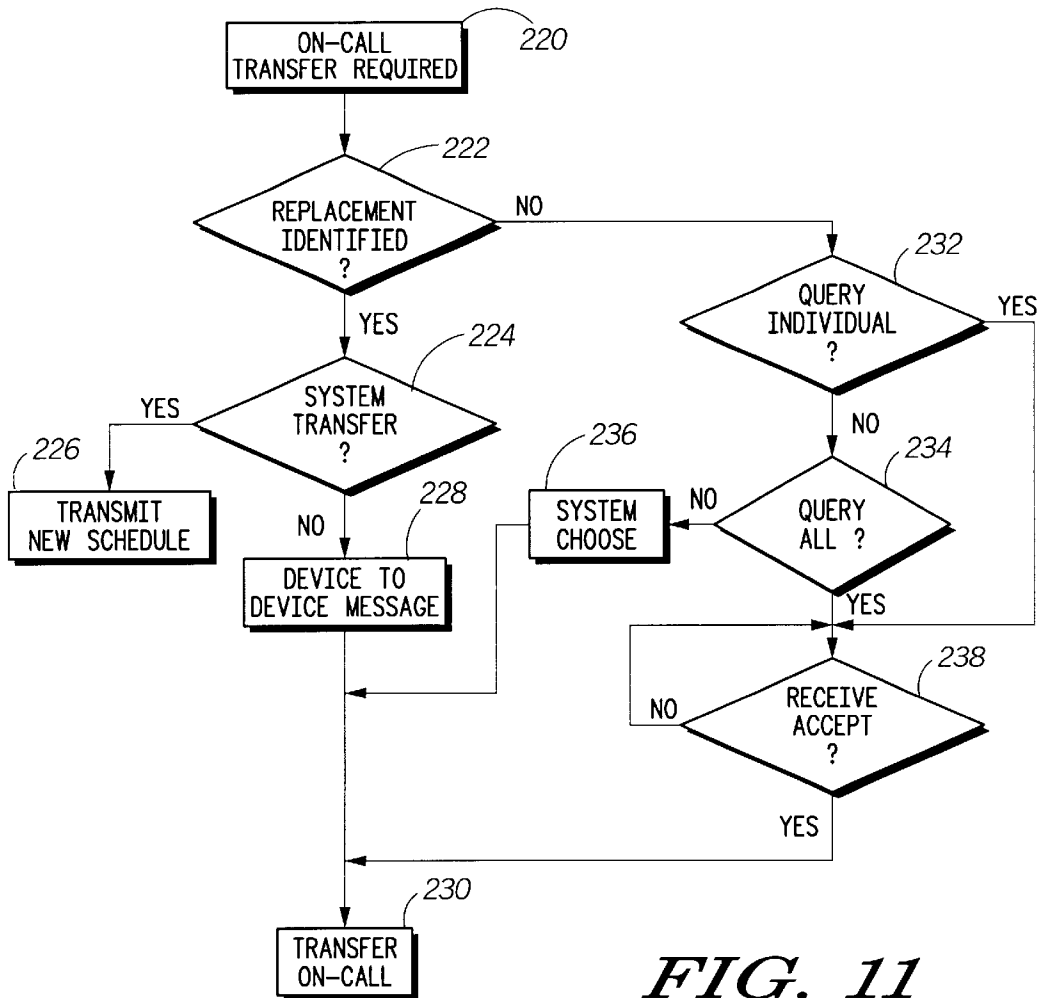 ON-CALL
TRANSFER REQUIRED
220
222
REPLACEMENT
IDENTIFIED
?
NO
232
QUERY
INDIVIDUAL
?
YES
YES
224
SYSTEM
TRANSFER
?
YES
NO
226
TRANSMIT
NEW SCHEDULE
236
SYSTEM
CHOOSE
NO
234
QUERY
ALL ?
NO
228
DEVICE TO
DEVICE MESSAGE
YES
238
RECEIVE
ACCEPT
?
NO
YES
230
TRANSFER
ON-CALL
FIG. 11